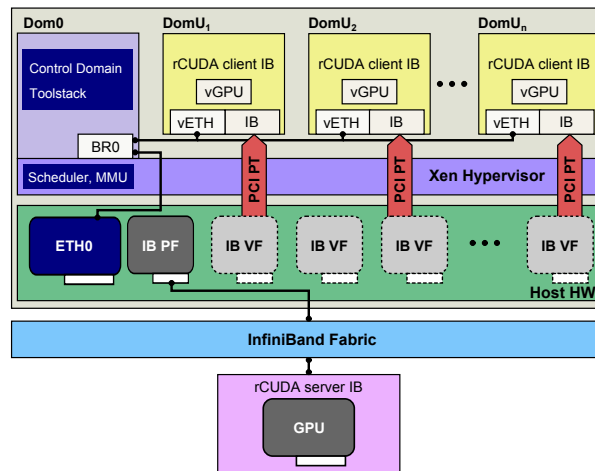 Dom0
DomU1
DomU2
DomUn
Control Domain
Toolstack
rCUDA client IB
rCUDA client IB
rCUDA client IB
vGPU
vGPU
vGPU
vETH
IB
vETH
IB
vETH
IB
BR0
Scheduler, MMU
PCI PT
PCI PT
PCI PT
Xen Hypervisor
ETH0
IB PF
IB VF
IB VF
IB VF
IB VF
Host HW
InfiniBand Fabric
rCUDA server IB
GPU